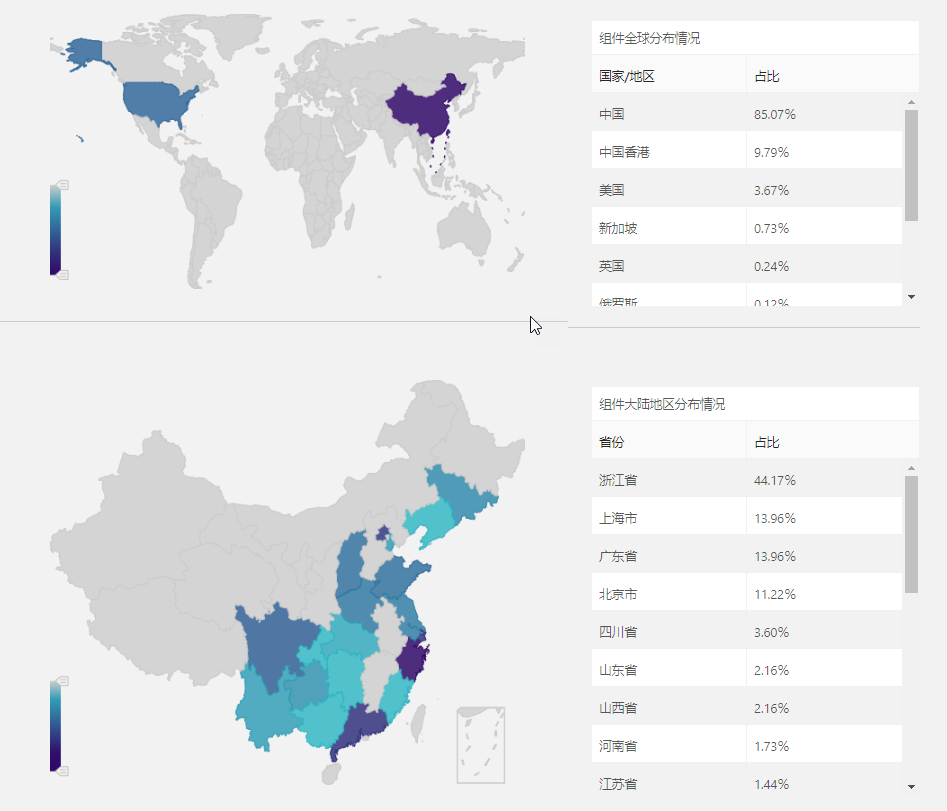 组件全球分布情况
国家/地区 占比
中国 85.07%
中国香港 9.79%
美国 3.67%
新加坡 0.73%
英国 0.24%
俄罗斯 0.12%
组件大陆地区分布情况
省份 占比
浙江省 44.17%
上海市 13.96%
广东省 13.96%
北京市 11.22%
四川省 3.60%
山东省 2.16%
山西省 2.16%
河南省 1.73%
江苏省 1.44%